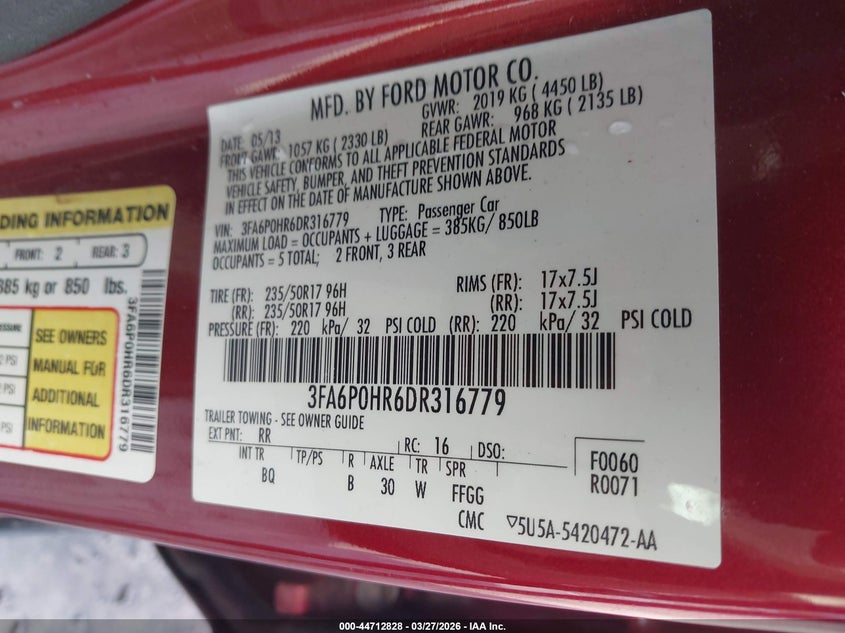 MFD. BY FORD MOTOR CO.
DATE: 05/13 GVWR: 2019 KG (4450 LB)
FRONT GAWR: 1057 KG (2330 LB) REAR GAWR: 968 KG (2135 LB)
THIS VEHICLE CONFORMS TO ALL APPLICABLE FEDERAL MOTOR
VEHICLE SAFETY, BUMPER, AND THEFT PREVENTION STANDARDS
IN EFFECT ON THE DATE OF MANUFACTURE SHOWN ABOVE.
VIN: 3FA6P0HR6DR316779 TYPE: Passenger Car
MAXIMUM LOAD = OCCUPANTS + LUGGAGE = 385KG/ 850LB
OCCUPANTS = 5 TOTAL; 2 FRONT, 3 REAR
TIRE (FR): 235/50R17 96H RIMS (FR): 17x7.5J
(RR): 235/50R17 96H (RR): 17x7.5J
PRESSURE (FR): 220 kPa/ 32 PSI COLD (RR): 220 kPa/ 32 PSI COLD
3FA6P0HR6DR316779
TRAILER TOWING - SEE OWNER GUIDE
EXT PNT: RR RC: 16 DSO: F0060
R0071
INT TR TP/PS R AXLE TR SPR
BQ B 30 W FFGG
CMC 5U5A-5420472-AA
DING INFORMATION
FRONT: 2 REAR: 3
385 kg or 850 lbs.
PSI
PSI
SEE OWNERS
MANUAL FOR
ADDITIONAL
INFORMATION
3FA6P0HR6DR316779
000-44712828 — 03/27/2026 — IAA Inc.